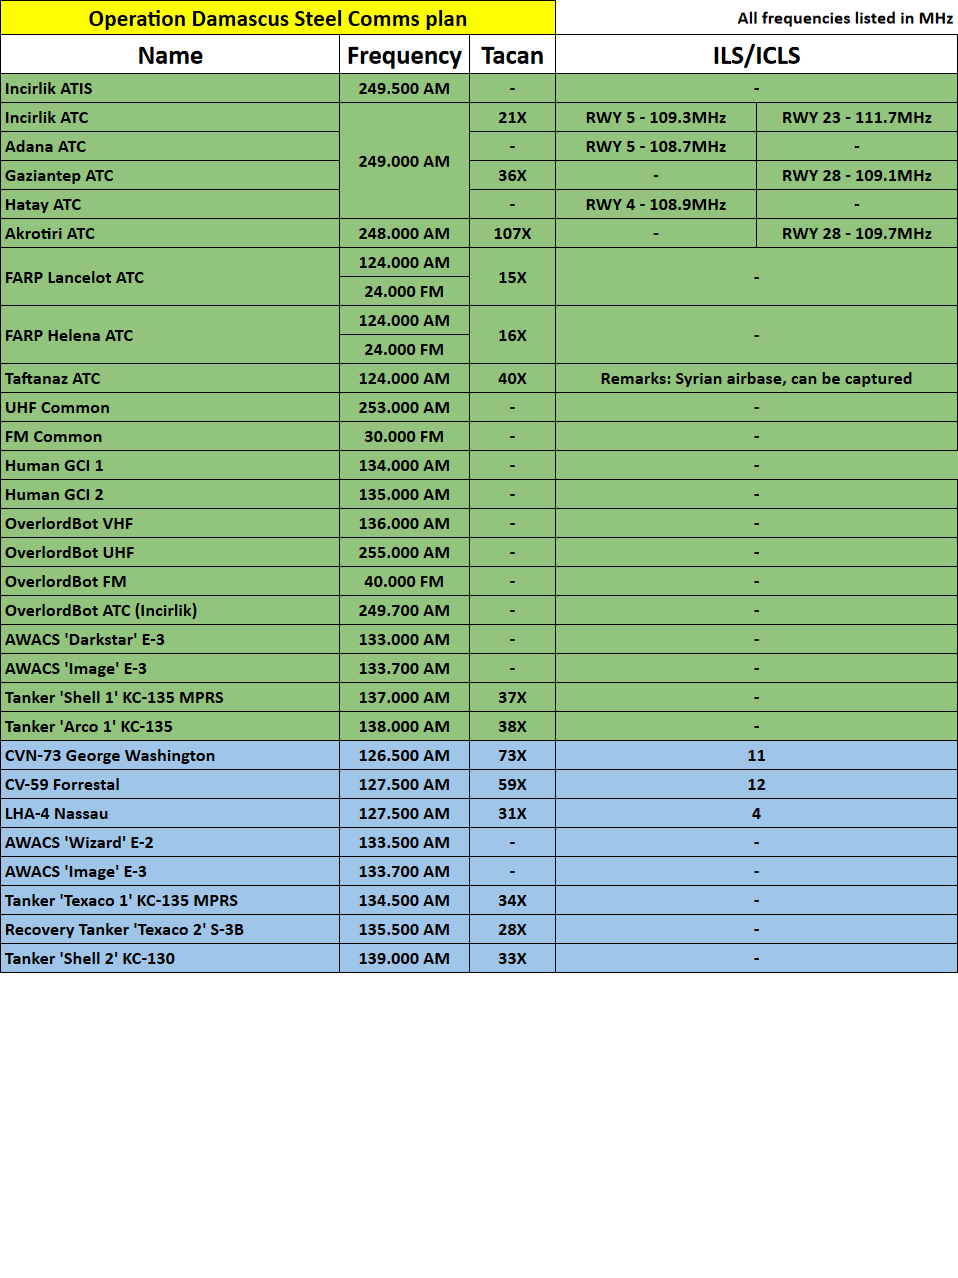 Operation Damascus Steel Comms plan All frequencies listed in MHz
Name Frequency Tacan ILS/ICLS
Incirlik ATIS 249.500 AM - -
Incirlik ATC 249.000 AM 21X RWY 5 - 109.3MHz RWY 23 - 111.7MHz
Adana ATC - RWY 5 - 108.7MHz -
Gaziantep ATC 36X - RWY 28 - 109.1MHz
Hatay ATC - RWY 4 - 108.9MHz -
Akrotiri ATC 248.000 AM 107X - RWY 28 - 109.7MHz
FARP Lancelot ATC 124.000 AM 15X -
24.000 FM
FARP Helena ATC 124.000 AM 16X -
24.000 FM
Taftanaz ATC 124.000 AM 40X Remarks: Syrian airbase, can be captured
UHF Common 253.000 AM - -
FM Common 30.000 FM - -
Human GCI 1 134.000 AM - -
Human GCI 2 135.000 AM - -
OverlordBot VHF 136.000 AM - -
OverlordBot UHF 255.000 AM - -
OverlordBot FM 40.000 FM - -
OverlordBot ATC (Incirlik) 249.700 AM - -
AWACS 'Darkstar' E-3 133.000 AM - -
AWACS 'Image' E-3 133.700 AM - -
Tanker 'Shell 1' KC-135 MPRS 137.000 AM 37X -
Tanker 'Arco 1' KC-135 138.000 AM 38X -
CVN-73 George Washington 126.500 AM 73X 11
CV-59 Forrestal 127.500 AM 59X 12
LHA-4 Nassau 127.500 AM 31X 4
AWACS 'Wizard' E-2 133.500 AM - -
AWACS 'Image' E-3 133.700 AM - -
Tanker 'Texaco 1' KC-135 MPRS 134.500 AM 34X -
Recovery Tanker 'Texaco 2' S-3B 135.500 AM 28X -
Tanker 'Shell 2' KC-130 139.000 AM 33X -